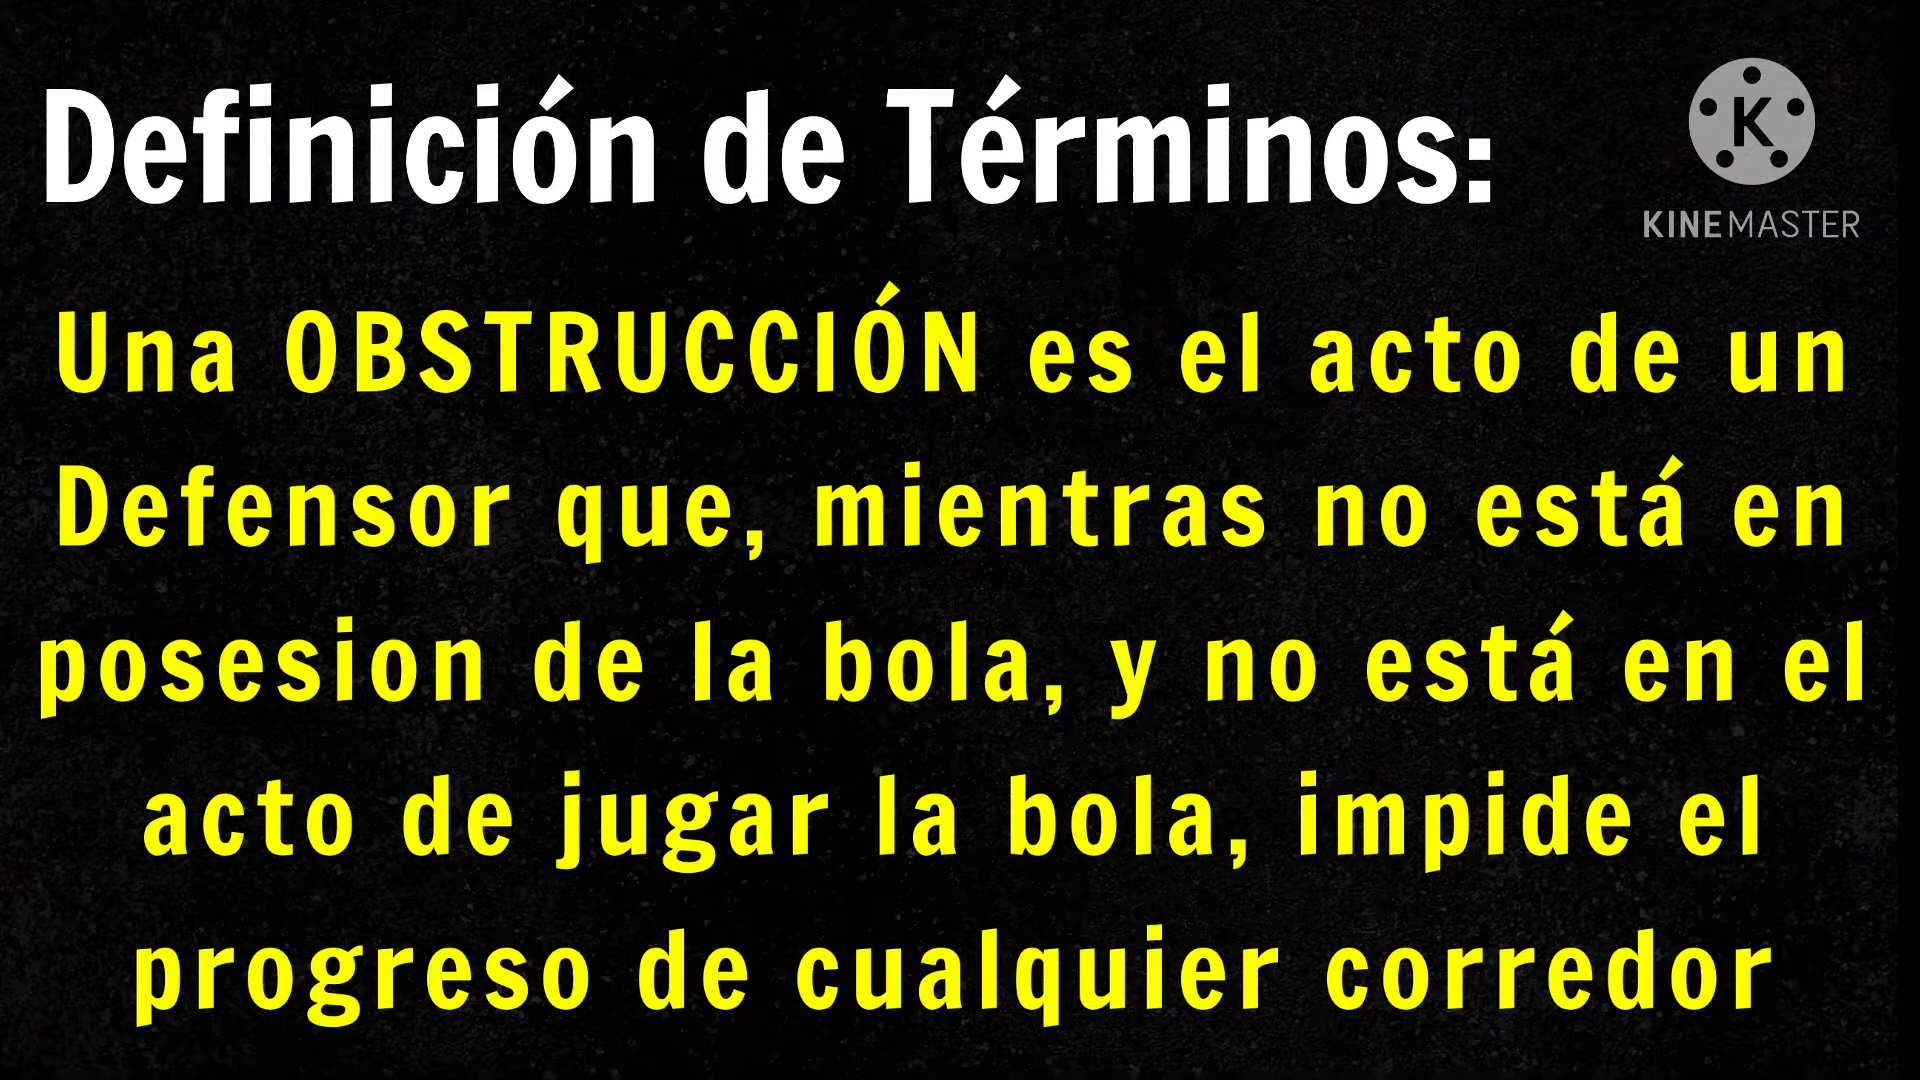 Definición de Términos:
KINEMASTER
Una OBSTRUCCIÓN es el acto de un
Defensor que, mientras no está en
posesion de la bola, y no está en el
acto de jugar la bola, impide el
progreso de cualquier corredor